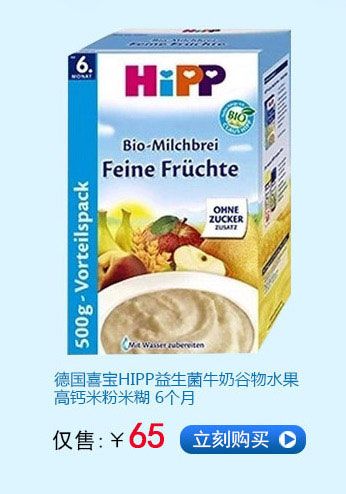 6.
MONAT
HiPP
BIO
Bio-Milchbrei
Feine Früchte
OHNE
ZUCKER
ZUSATZ
500g - Vorteilspack
Mit Wasser zubereiten
德国喜宝HIPP益生菌牛奶谷物水果
高钙米粉米糊 6个月
仅售:￥65 立刻购买